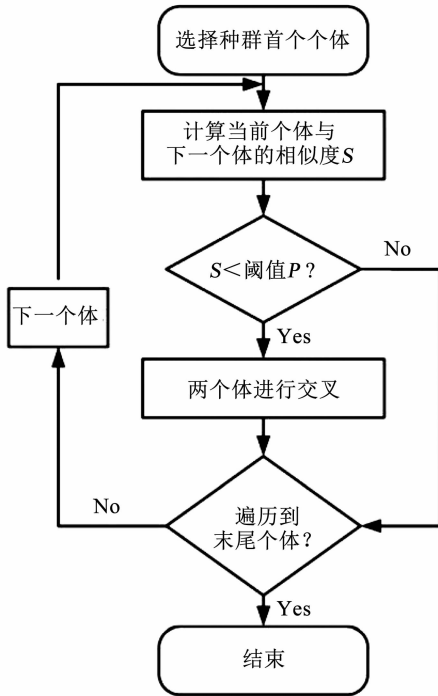 选择种群首个个体
计算当前个体与
下一个体的相似度S
S<阈值P?
No
Yes
下一个体
两个体进行交叉
No
遍历到
末尾个体?
Yes
结束